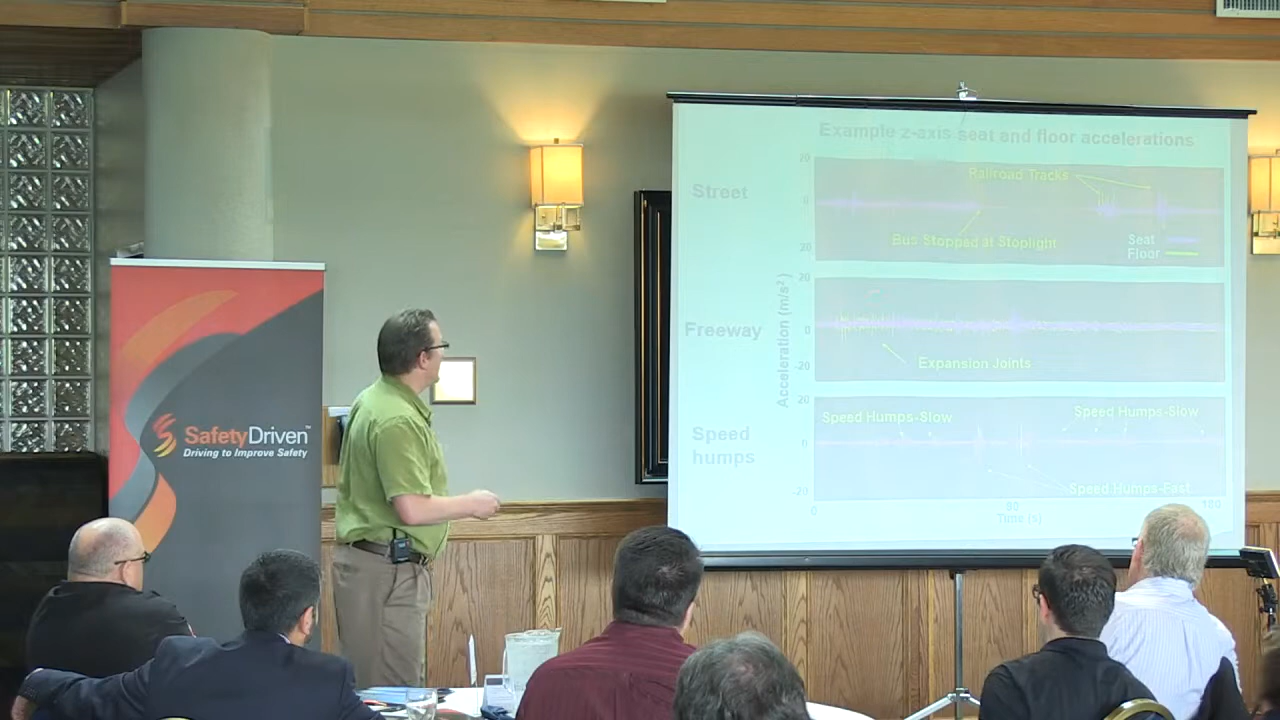 SafetyDriven™
Driving to Improve Safety
Example z-axis seat and floor accelerations
Street
20
0
20
Railroad Tracks
Bus Stopped at Stoplight
Seat
Floor
Acceleration (m/s²)
Freeway
20
0
-20
Expansion Joints
Speed
humps
20
0
-20
Speed Humps-Slow
Speed Humps-Slow
Speed Humps-Fast
0
100
Time (s)